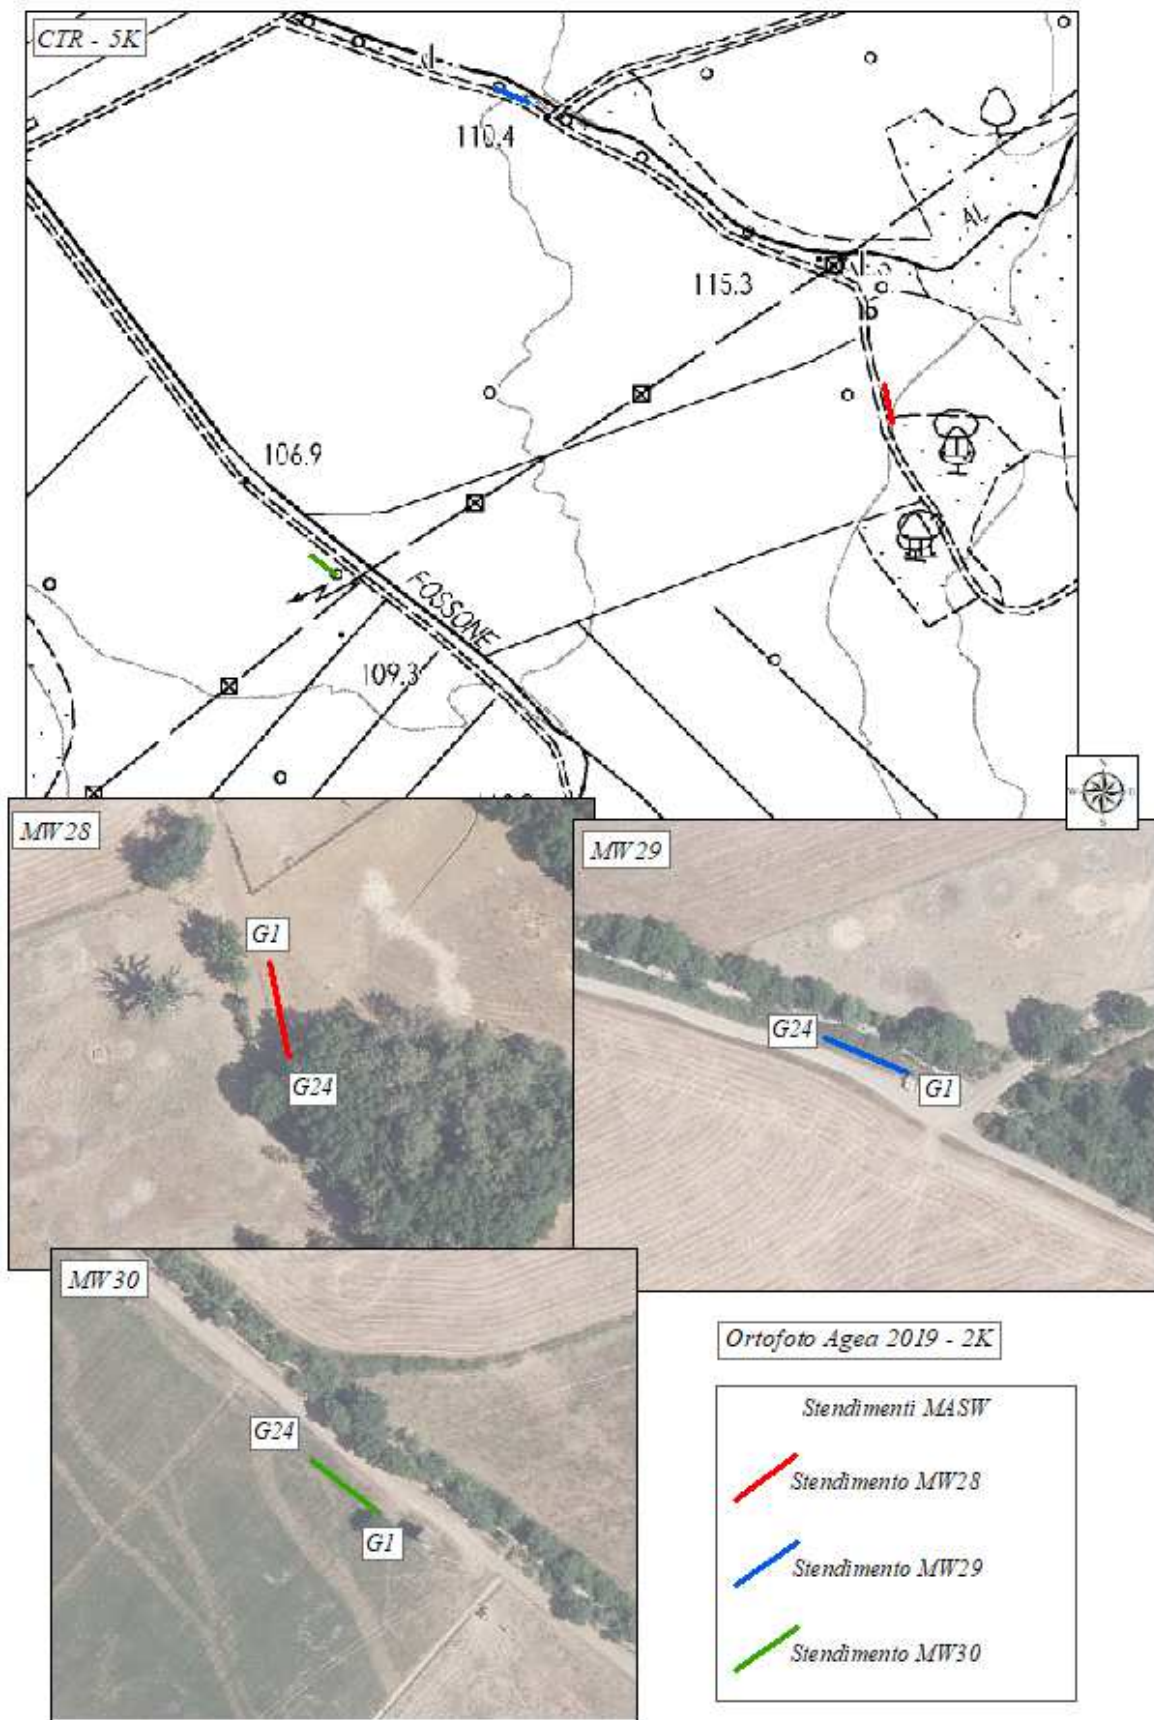 CTR - 5K
110.4
115.3
AL
106.9
FOSSONE
109.3
N
W
S
MW28
G1
G24
MW29
G24
G1
MW30
G24
G1
Ortofoto Agea 2019 - 2K
Stendimenti MASW
Stendimento MW28
Stendimento MW29
Stendimento MW30